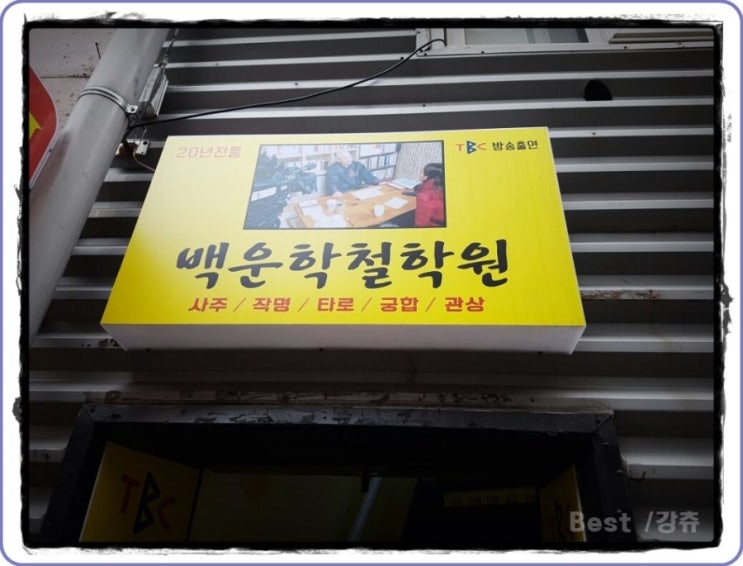 20년전통
TBC 방송출연
백운학철학원
사주 / 작명 / 타로 / 궁합 / 관상
TBC
Best /강츄